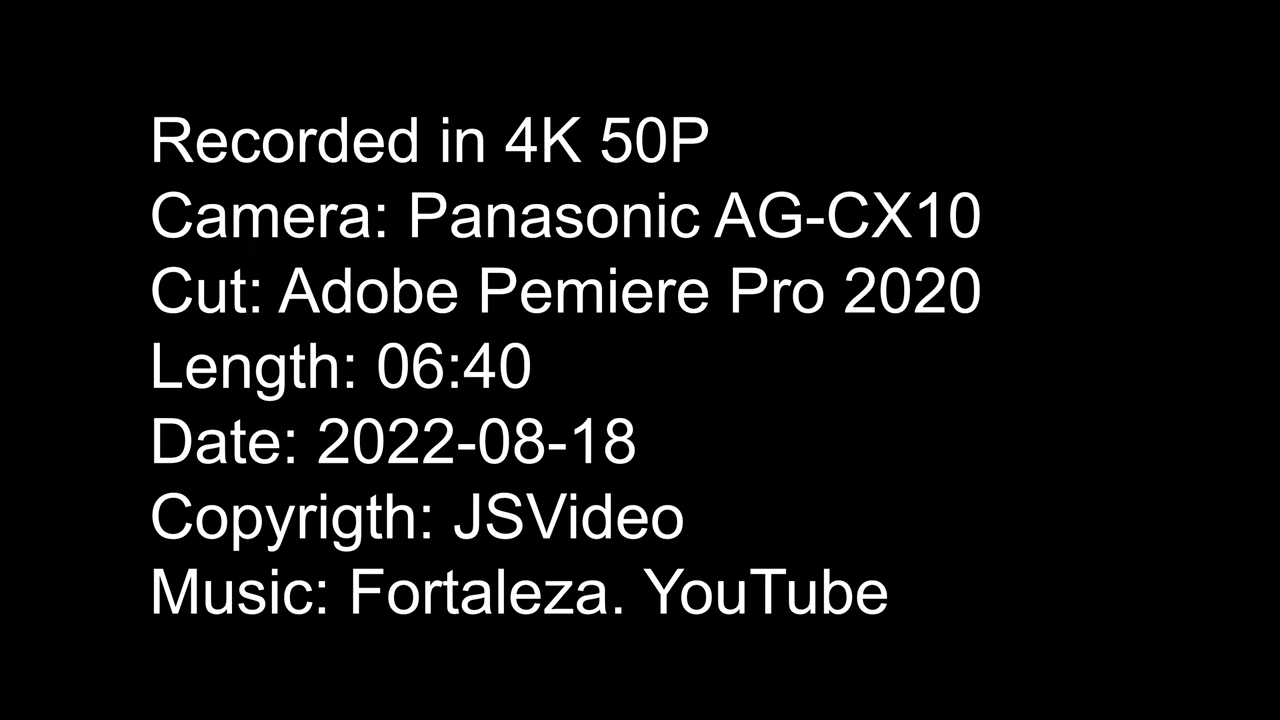 Recorded in 4K 50P
Camera: Panasonic AG-CX10
Cut: Adobe Pemiere Pro 2020
Length: 06:40
Date: 2022-08-18
Copyrigth: JSVideo
Music: Fortaleza. YouTube